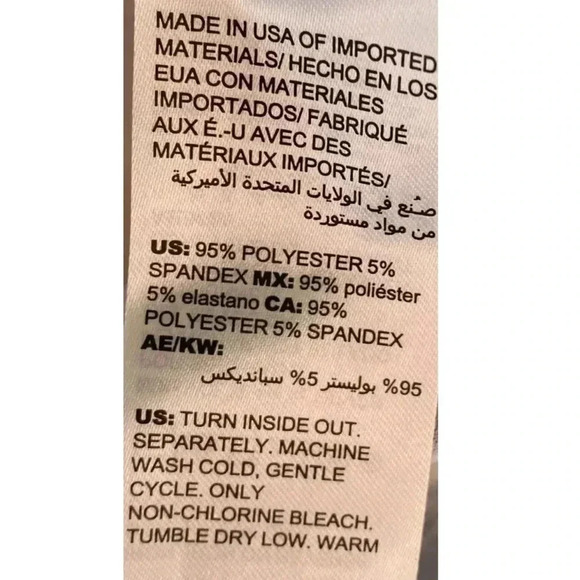 MADE IN USA OF IMPORTED
MATERIALS/ HECHO EN LOS
EUA CON MATERIALES
IMPORTADOS/ FABRIQUÉ
AUX É.-U AVEC DES
MATÉRIAUX IMPORTÉS/
صُنع في الولايات المتحدة الأميركية
من مواد مستوردة
US: 95% POLYESTER 5%
SPANDEX MX: 95% poliéster
5% elastano CA: 95%
POLYESTER 5% SPANDEX
AE/KW:
95% بوليستر 5% سبانديكس
US: TURN INSIDE OUT.
SEPARATELY. MACHINE
WASH COLD, GENTLE
CYCLE. ONLY
NON-CHLORINE BLEACH.
TUMBLE DRY LOW. WARM